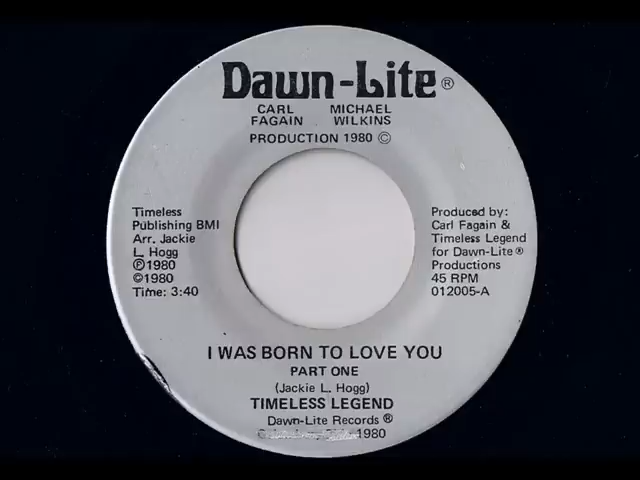 Dawn-Lite®
CARL FAGAIN
MICHAEL WILKINS
PRODUCTION 1980 ©
Timeless
Publishing BMI
Arr. Jackie
L. Hogg
℗1980
©1980
Time: 3:40
Produced by:
Carl Fagain &
Timeless Legend
for Dawn-Lite®
Productions
45 RPM
012005-A
I WAS BORN TO LOVE YOU
PART ONE
(Jackie L. Hogg)
TIMELESS LEGEND
Dawn-Lite Records ®
1980